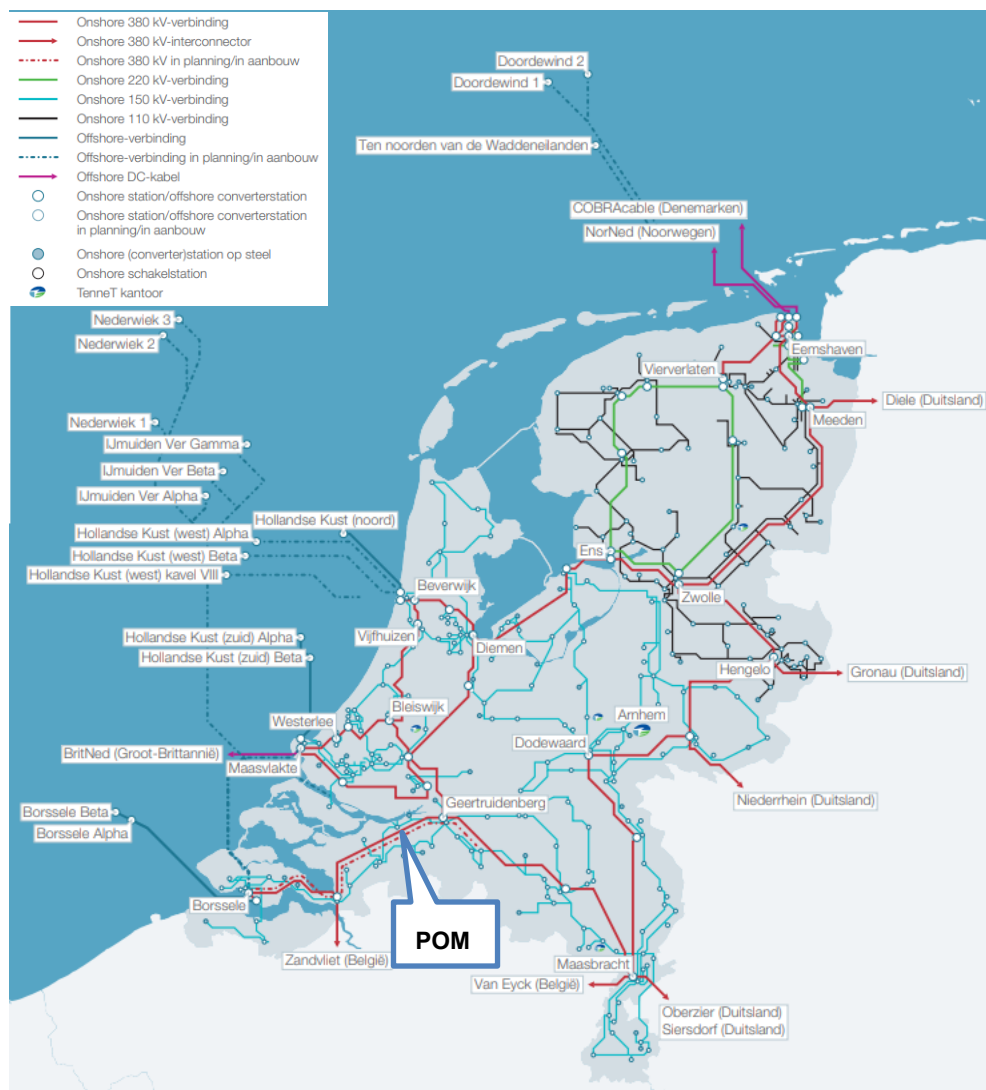 Onshore 380 kV-verbinding
Onshore 380 kV-interconnector
Onshore 380 kV in planning/in aanbouw
Onshore 220 kV-verbinding
Onshore 150 kV-verbinding
Onshore 110 kV-verbinding
Offshore-verbinding
Offshore-verbinding in planning/in aanbouw
Offshore DC-kabel
Onshore station/offshore converterstation
Onshore station/offshore converterstation
in planning/in aanbouw
Onshore (converter)station op steel
Onshore schakelstation
TenneT kantoor
Doordewind 2
Doordewind 1
Ten noorden van de Waddeneilanden
COBRAcable (Denemarken)
NorNed (Noorwegen)
Nederwiek 3
Nederwiek 2
Eemshaven
Vierverlaten
Diele (Duitsland)
Meeden
Nederwiek 1
IJmuiden Ver Gamma
IJmuiden Ver Beta
IJmuiden Ver Alpha
Hollandse Kust (noord)
Hollandse Kust (west) Alpha
Hollandse Kust (west) Beta
Hollandse Kust (west) kavel VIII
Ens
Beverwijk
Zwolle
Hollandse Kust (zuid) Alpha
Vijfhuizen
Diemen
Hollandse Kust (zuid) Beta
Hengelo
Gronau (Duitsland)
Bleiswijk
Arnhem
Westerlee
BritNed (Groot-Brittannië)
Maasvlakte
Dodewaard
Geertruidenberg
Niederrhein (Duitsland)
Borssele Beta
Borssele Alpha
Borssele
POM
Zandvliet (België)
Maasbracht
Van Eyck (België)
Oberzier (Duitsland)
Siersdorf (Duitsland)